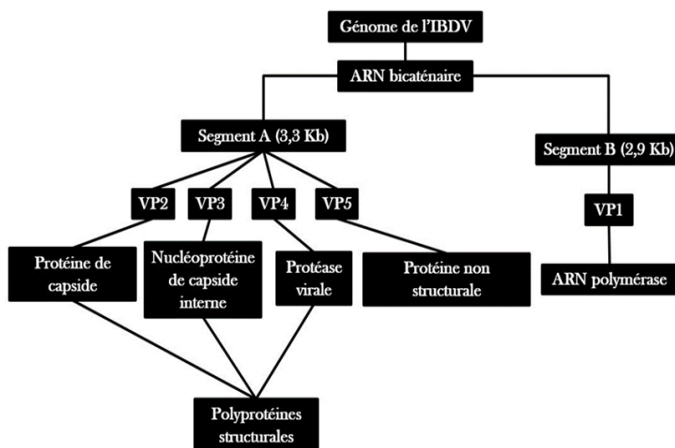 Génome de l'IBDV
ARN bicaténaire
Segment A (3,3 Kb)
Segment B (2,9 Kb)
VP2
VP3
VP4
VP5
VP1
Protéine de
capside
Nucléoprotéine
de capside
interne
Protéase
virale
Protéine non
structurale
ARN polymérase
Polyprotéines
structurales